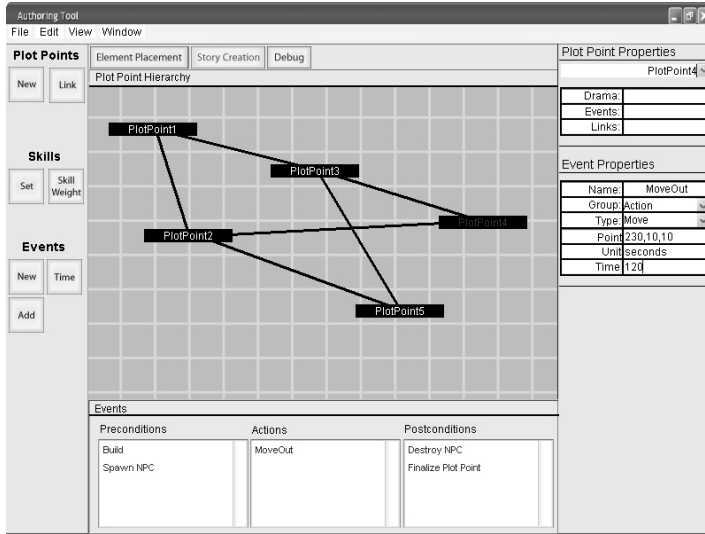 Authoring Tool
File Edit View Window
Plot Points
New Link
Skills
Set Skill Weight
Events
New Time
Add
Element Placement Story Creation Debug
Plot Point Hierarchy
PlotPoint1
PlotPoint3
PlotPoint4
PlotPoint2
PlotPoint5
Events
Preconditions Actions Postconditions
Build MoveOut Destroy NPC
Spawn NPC Finalize Plot Point
Plot Point Properties
PlotPoint4
Drama:
Events:
Links:
Event Properties
Name: MoveOut
Group: Action
Type: Move
Point 230,10,10
Unit seconds
Time 120